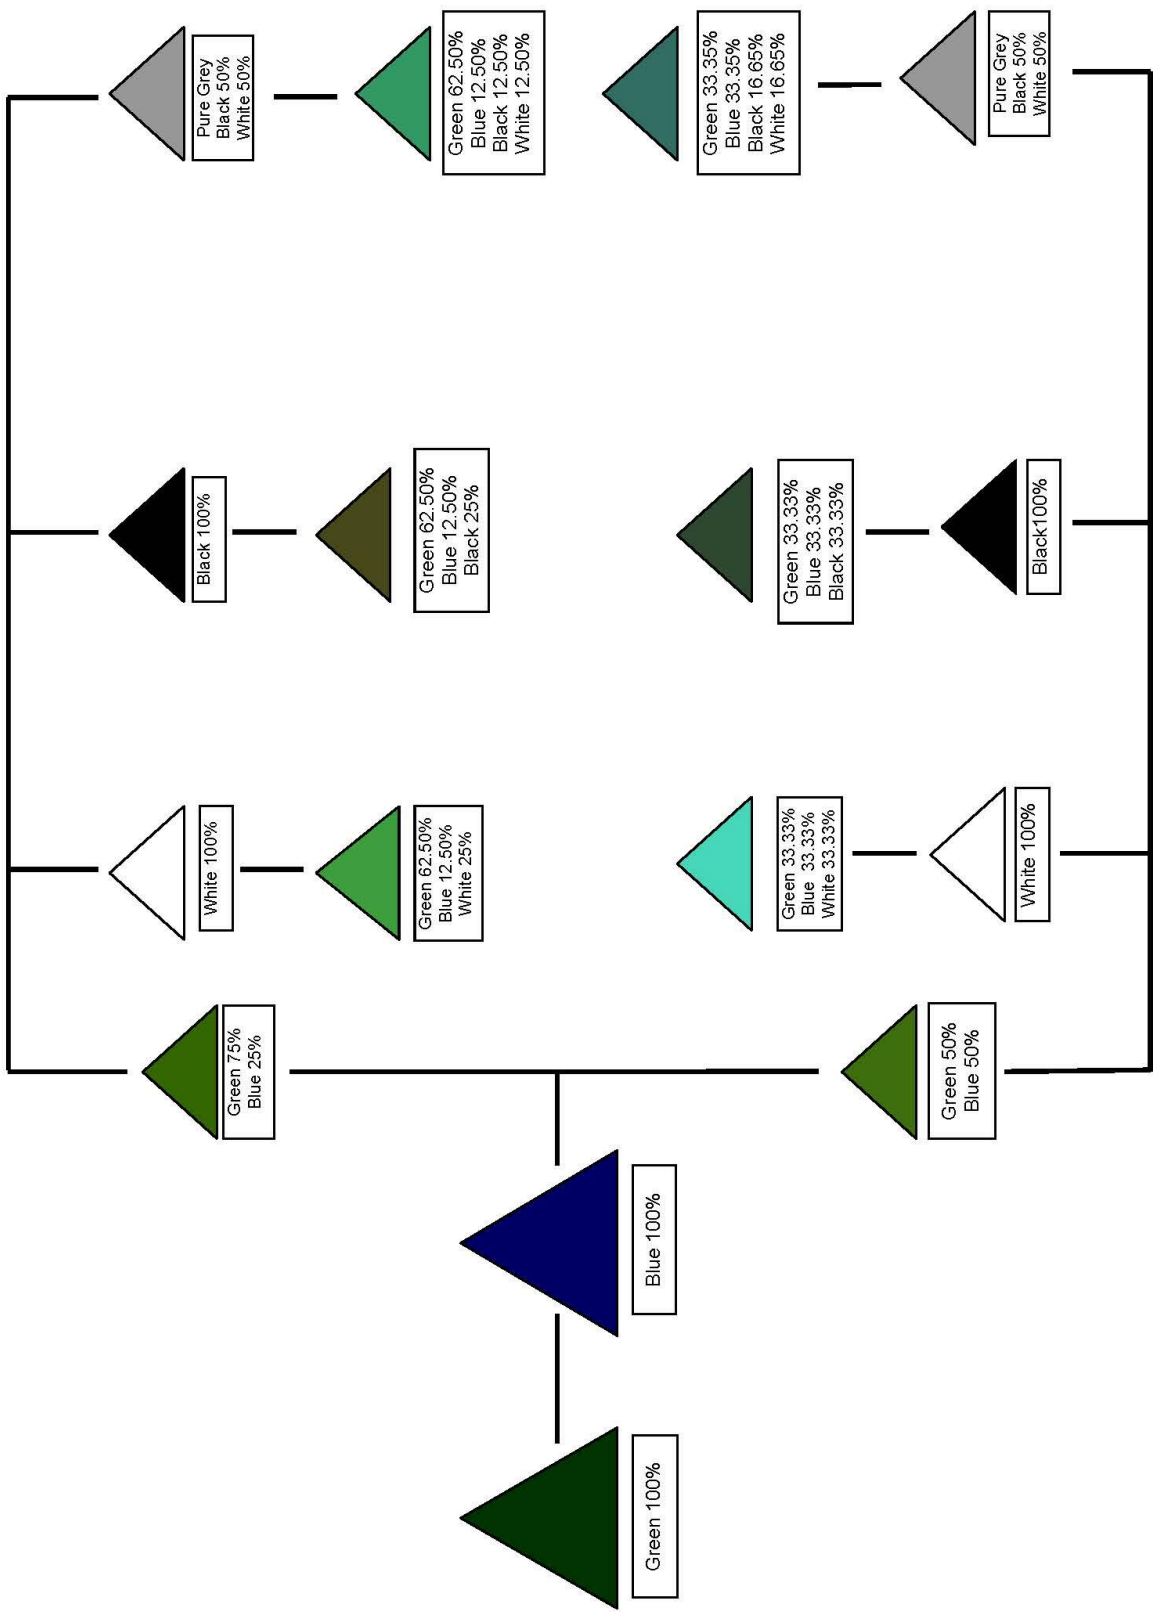 Pure Grey
Black 50%
White 50%
Green 62.50%
Blue 12.50%
Black 12.50%
White 12.50%
Green 33.35%
Blue 33.35%
Black 16.65%
White 16.65%
Pure Grey
Black 50%
White 50%
Black 100%
Green 62.50%
Blue 12.50%
Black 25%
Green 33.33%
Blue 33.33%
Black 33.33%
Black100%
White 100%
Green 62.50%
Blue 12.50%
White 25%
Green 33.33%
Blue  33.33%
White 33.33%
White 100%
Green 75%
Blue 25%
Green 50%
Blue 50%
Blue 100%
Green 100%